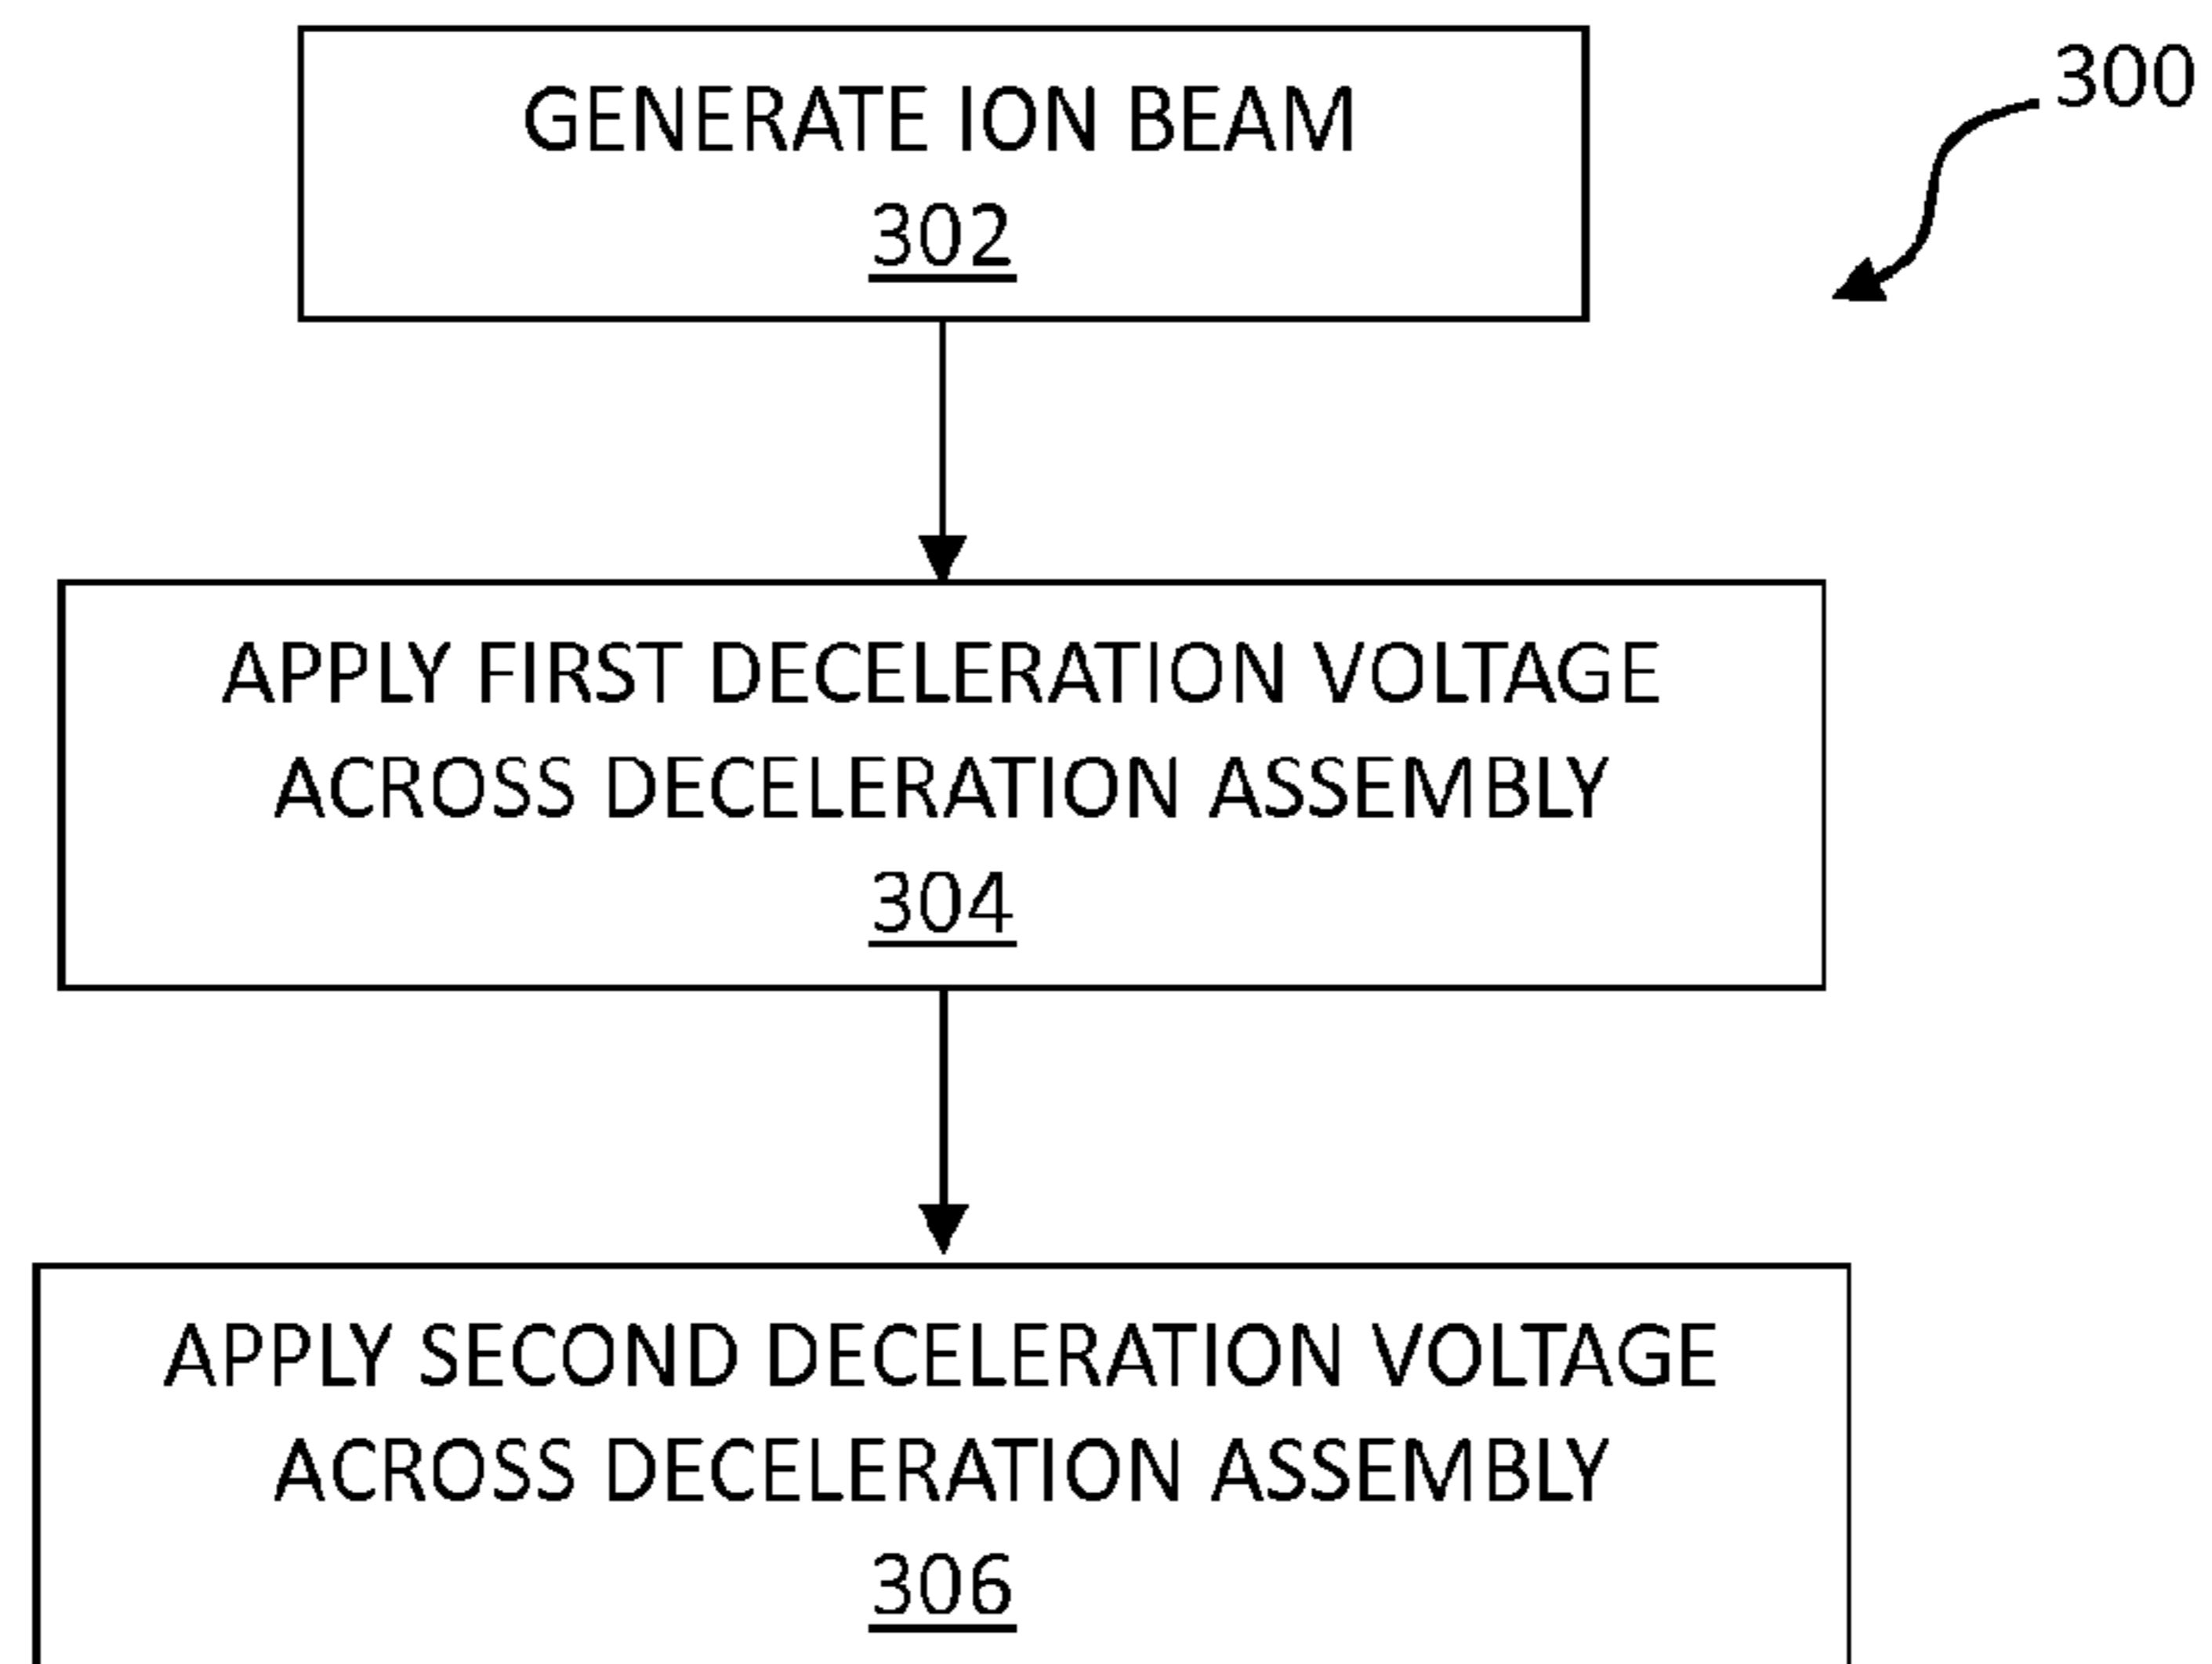 GENERATE ION BEAM
302
300
APPLY FIRST DECELERATION VOLTAGE
ACROSS DECELERATION ASSEMBLY
304
APPLY SECOND DECELERATION VOLTAGE
ACROSS DECELERATION ASSEMBLY
306